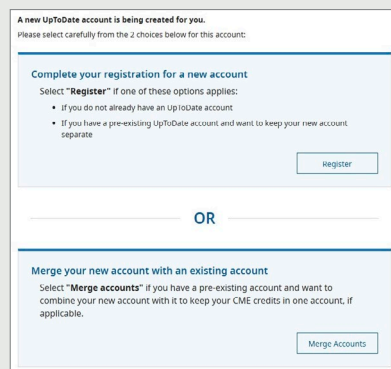 A new UpToDate account is being created for you.
Please select carefully from the 2 choices below for this account:
Complete your registration for a new account
Select "Register" if one of these options applies:
• If you do not already have an UpToDate account
• If you have a pre-existing UpToDate account and want to keep your new account
separate
Register
OR
Merge your new account with an existing account
Select "Merge accounts" if you have a pre-existing account and want to
combine your new account with it to keep your CME credits in one account, if
applicable.
Merge Accounts